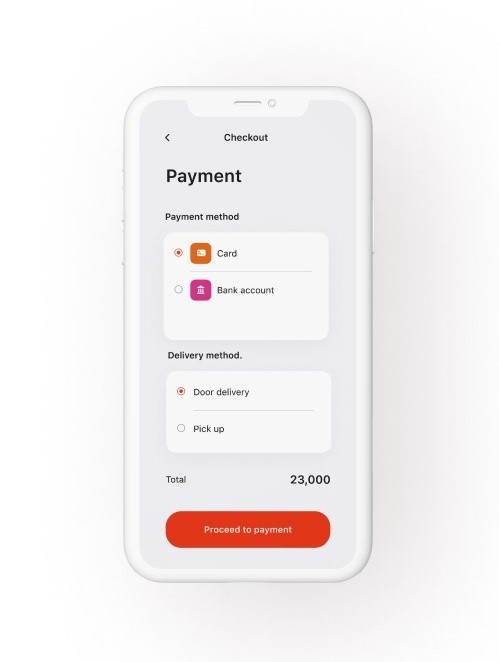 Checkout
Payment
Payment method
Card
Bank account
Delivery method.
Door delivery
Pick up
Total 23,000
Proceed to payment